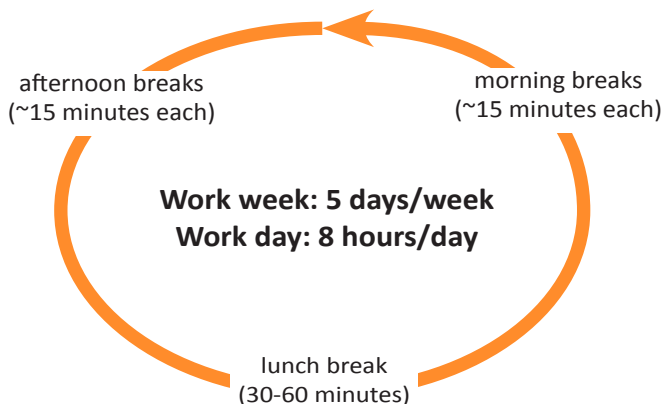 afternoon breaks
(~15 minutes each)
morning breaks
(~15 minutes each)
Work week: 5 days/week
Work day: 8 hours/day
lunch break
(30-60 minutes)